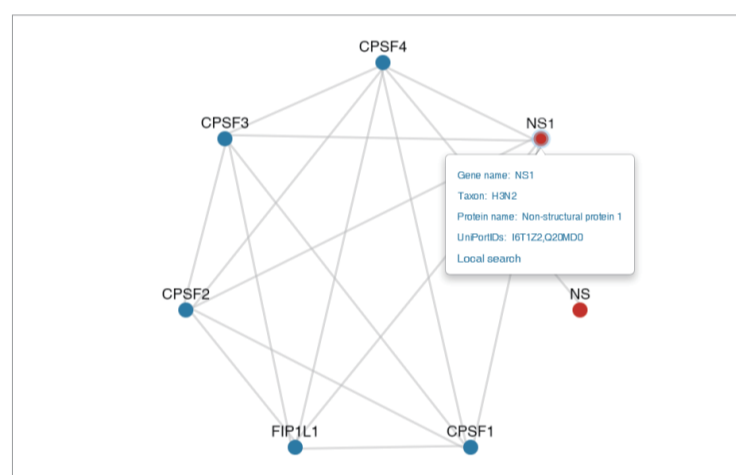 CPSF4
CPSF3
NS1
Gene name: NS1
Taxon: H3N2
Protein name: Non-structural protein 1
UniPortIDs: I6T1Z2,Q20MD0
Local search
CPSF2
NS
FIP1L1
CPSF1